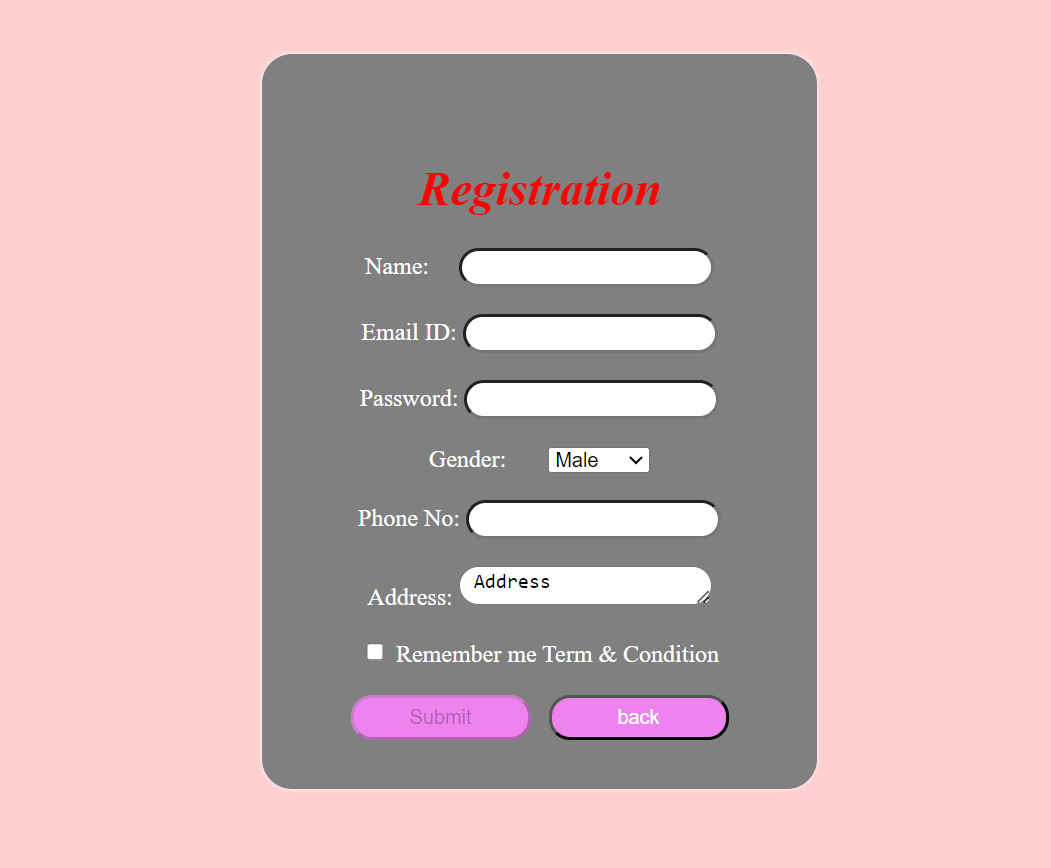 Registration
Name:
Email ID:
Password:
Gender: Male
Phone No:
Address: Address
Remember me Term & Condition
Submit back